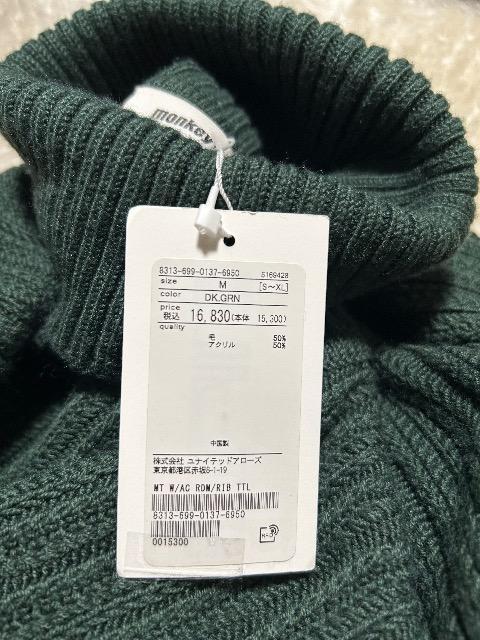 monkey
8313-699-0137-6950 5169428
size M [S～XL]
color DK.GRN
price
税込 16,830(本体 15,300)
quality
毛 50%
アクリル 50%
中国製
株式会社 ユナイテッドアローズ
東京都港区赤坂8-1-19
MT W/AC RDM/RIB TTL
8313-699-0137-6950
0015300